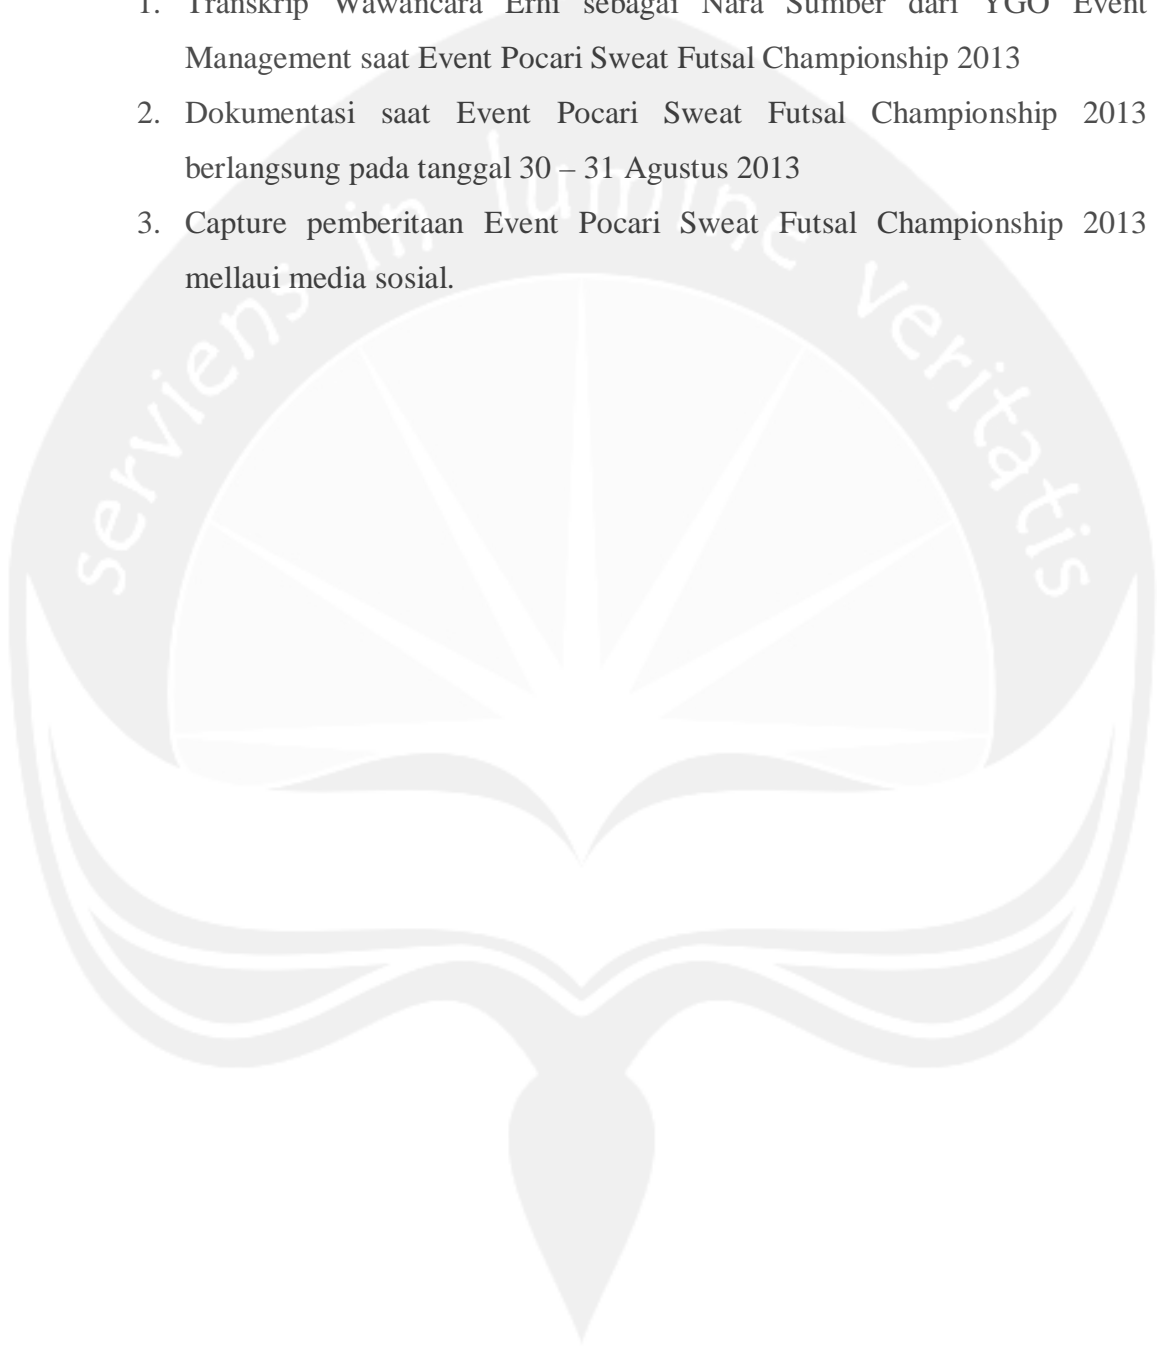 1. Transkrip Wawancara Erni sebagai Nara Sumber dari YGO Event
Management saat Event Pocari Sweat Futsal Championship 2013
2. Dokumentasi saat Event Pocari Sweat Futsal Championship 2013
berlangsung pada tanggal 30 – 31 Agustus 2013
3. Capture pemberitaan Event Pocari Sweat Futsal Championship 2013
mellaui media sosial.
serviens in lumine veritatis